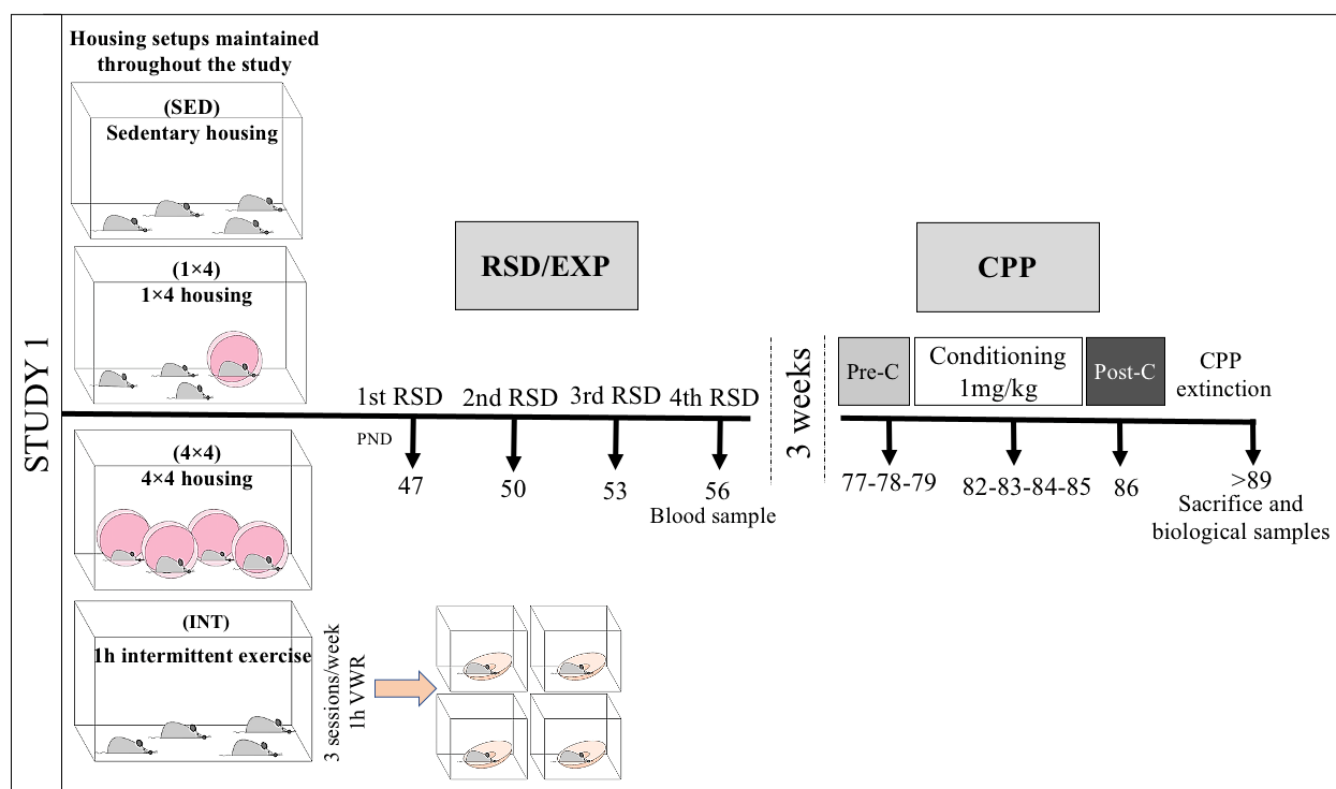 STUDY 1
Housing setups maintained
throughout the study
(SED)
Sedentary housing
(1×4)
1×4 housing
(4×4)
4×4 housing
(INT)
1h intermittent exercise
3 sessions/week
1h VWR
RSD/EXP
1st RSD
2nd RSD
3rd RSD
4th RSD
PND
47
50
53
56
Blood sample
3 weeks
CPP
Pre-C
Conditioning
1mg/kg
Post-C
CPP
extinction
77-78-79
82-83-84-85
86
>89
Sacrifice and
biological samples